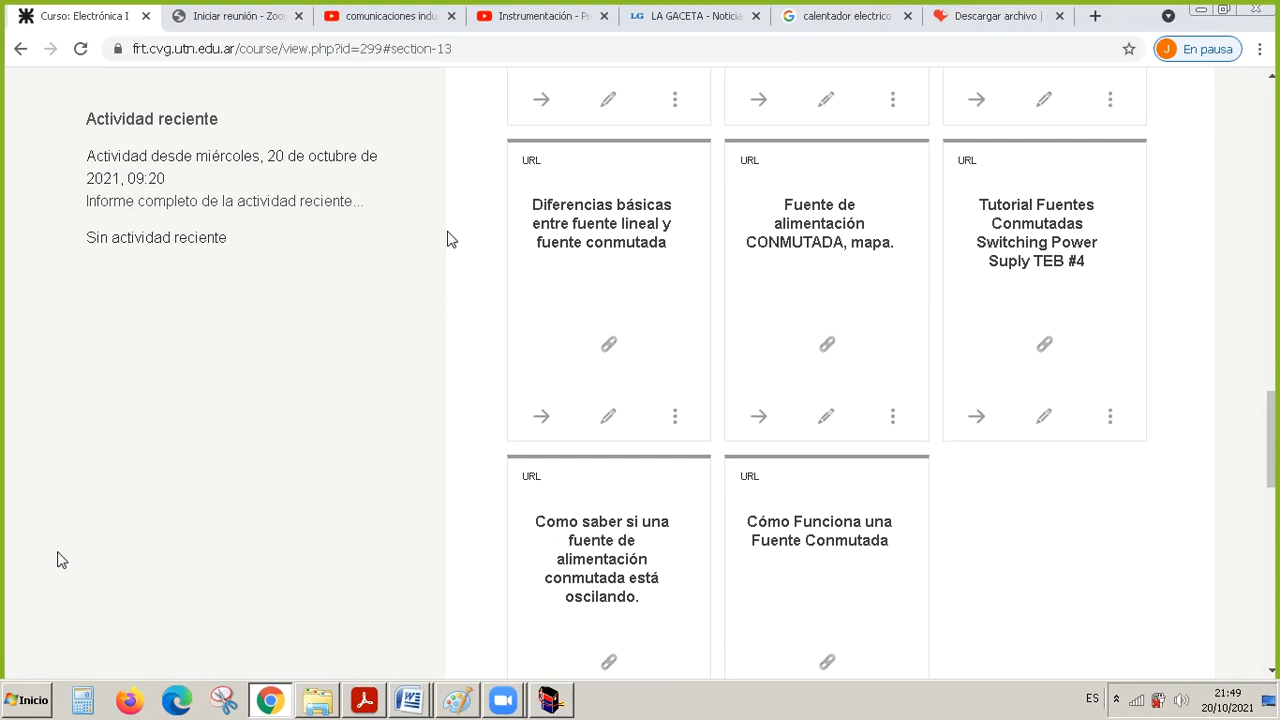 Curso: Electrónica I
Iniciar reunión - Zoo
comunicaciones indu
Instrumentación - Pr
LG LA GACETA - Noticia
calentador electrico
Descargar archivo |
frt.cvg.utn.edu.ar/course/view.php?id=299#section-13
J En pausa
Actividad reciente
Actividad desde miércoles, 20 de octubre de
2021, 09:20
Informe completo de la actividad reciente...
Sin actividad reciente
URL
Diferencias básicas
entre fuente lineal y
fuente conmutada
URL
Fuente de
alimentación
CONMUTADA, mapa.
URL
Tutorial Fuentes
Conmutadas
Switching Power
Suply TEB #4
URL
Como saber si una
fuente de
alimentación
conmutada está
oscilando.
URL
Cómo Funciona una
Fuente Conmutada
Inicio
ES
21:49
20/10/2021